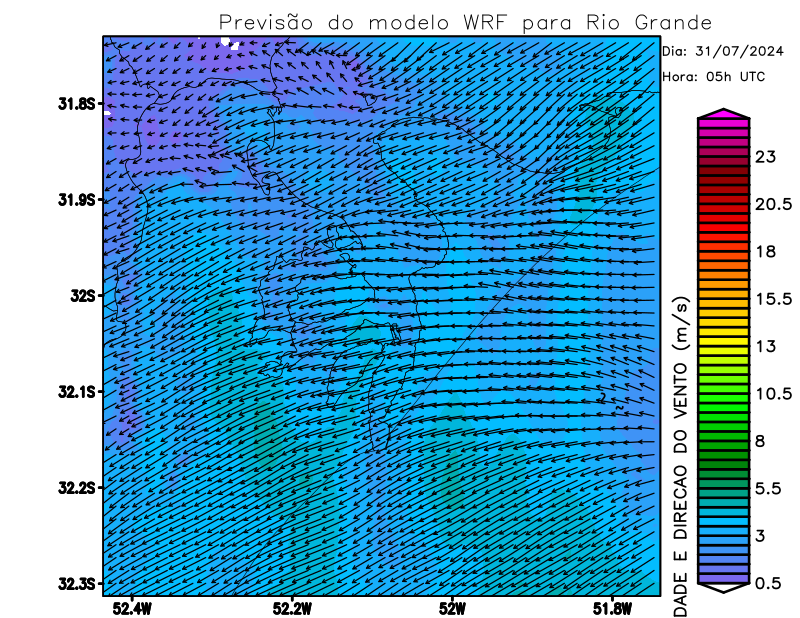 Previsão do modelo WRF para Rio Grande
Dia: 31/07/2024
Hora: 05h UTC
31.8S
31.9S
32S
32.1S
32.2S
32.3S
52.4W
52.2W
52W
51.8W
23
20.5
18
15.5
13
10.5
8
5.5
3
0.5
DADE E DIRECAO DO VENTO (m/s)